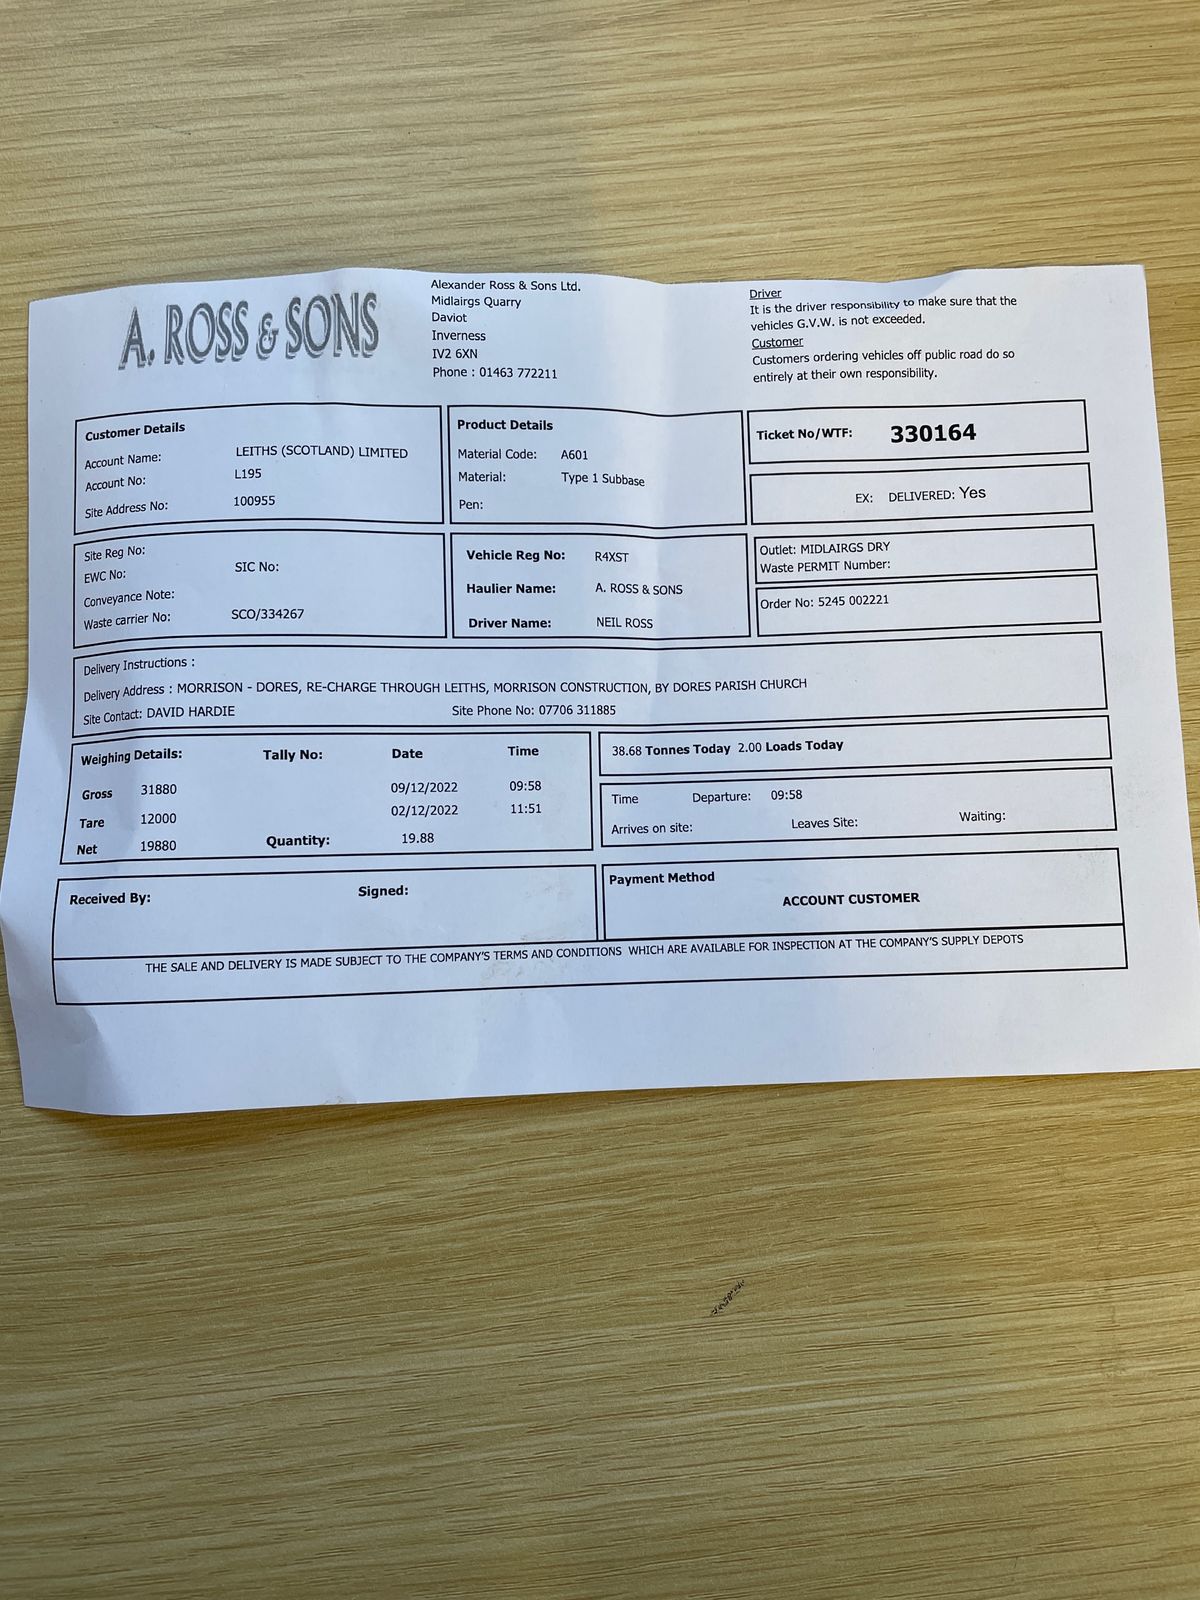 A. ROSS & SONS
Alexander Ross & Sons Ltd.
Midlairgs Quarry
Daviot
Inverness
IV2 6XN
Phone : 01463 772211
Driver
It is the driver responsibility to make sure that the
vehicles G.V.W. is not exceeded.
Customer
Customers ordering vehicles off public road do so
entirely at their own responsibility.
Customer Details
Account Name: LEITHS (SCOTLAND) LIMITED
Account No: L195
Site Address No: 100955
Product Details
Material Code: A601
Material: Type 1 Subbase
Pen:
Ticket No/WTF: 330164
EX: DELIVERED: Yes
Site Reg No:
EWC No: SIC No:
Conveyance Note:
Waste carrier No: SCO/334267
Vehicle Reg No: R4XST
Haulier Name: A. ROSS & SONS
Driver Name: NEIL ROSS
Outlet: MIDLAIRGS DRY
Waste PERMIT Number:
Order No: 5245 002221
Delivery Instructions :
Delivery Address : MORRISON - DORES, RE-CHARGE THROUGH LEITHS, MORRISON CONSTRUCTION, BY DORES PARISH CHURCH
Site Contact: DAVID HARDIE Site Phone No: 07706 311885
Weighing Details: Tally No: Date Time
Gross 31880 09/12/2022 09:58
Tare 12000 02/12/2022 11:51
Net 19880 Quantity: 19.88
38.68 Tonnes Today 2.00 Loads Today
Time Departure: 09:58
Arrives on site: Leaves Site: Waiting:
Received By: Signed:
Payment Method
ACCOUNT CUSTOMER
THE SALE AND DELIVERY IS MADE SUBJECT TO THE COMPANY'S TERMS AND CONDITIONS WHICH ARE AVAILABLE FOR INSPECTION AT THE COMPANY'S SUPPLY DEPOTS